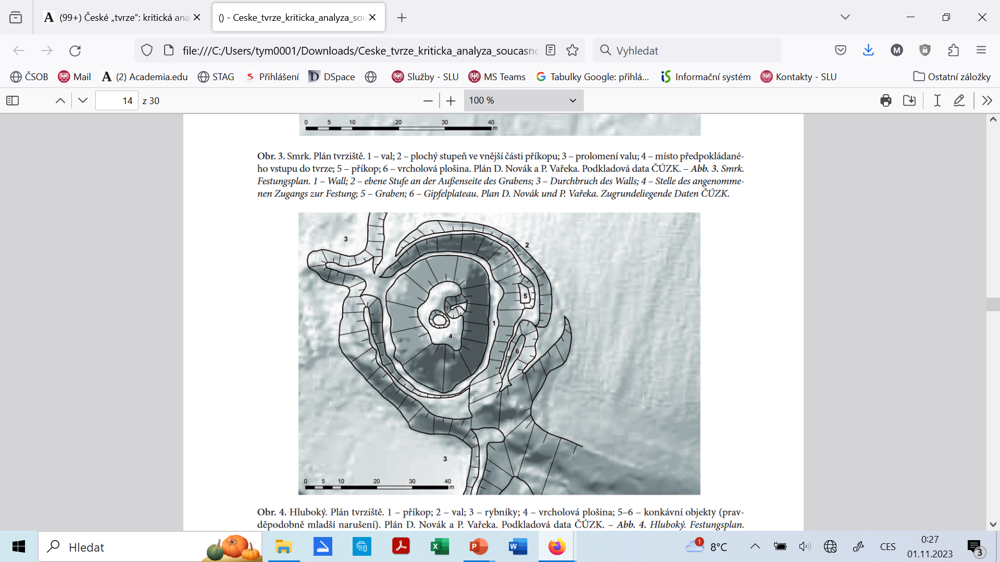 (99+) České „tvrze“: kritická ana
() - Ceske_tvrze_kriticka_analyza_sou
file:///C:/Users/tym0001/Downloads/Ceske_tvrze_kriticka_analyza_soucasne
Vyhledat
M
ČSOB Mail (2) Academia.edu STAG Přihlášení DSpace Služby - SLU MS Teams Tabulky Google: přihlá... Informační systém Kontakty - SLU Ostatní záložky
14 z 30 100 %
0 5 10 20 30 40 m
Obr. 3. Smrk. Plán tvrziště. 1 – val; 2 – plochý stupeň ve vnější části příkopu; 3 – prolomení valu; 4 – místo předpokládané-
ho vstupu do tvrze; 5 – příkop; 6 – vrcholová plošina. Plán D. Novák a P. Vařeka. Podkladová data ČÚZK. – Abb. 3. Smrk.
Festungsplan. 1 – Wall; 2 – ebene Stufe an der Außenseite des Grabens; 3 – Durchbruch des Walls; 4 – Stelle des angenomme-
nen Zugangs zur Festung; 5 – Graben; 6 – Gipfelplateau. Plan D. Novák und P. Vařeka. Zugrundeliegende Daten ČÚZK.
3
2
5
1
4
6
3
0 5 10 20 30 40 m
Obr. 4. Hluboký. Plán tvrziště. 1 – příkop; 2 – val; 3 – rybníky; 4 – vrcholová plošina; 5–6 – konkávní objekty (prav-
děpodobně mladší narušení). Plán D. Novák a P. Vařeka. Podkladová data ČÚZK. – Abb. 4. Hluboký. Festungsplan.
Hledat
1 8°C
CES
0:27
01.11.2023
3